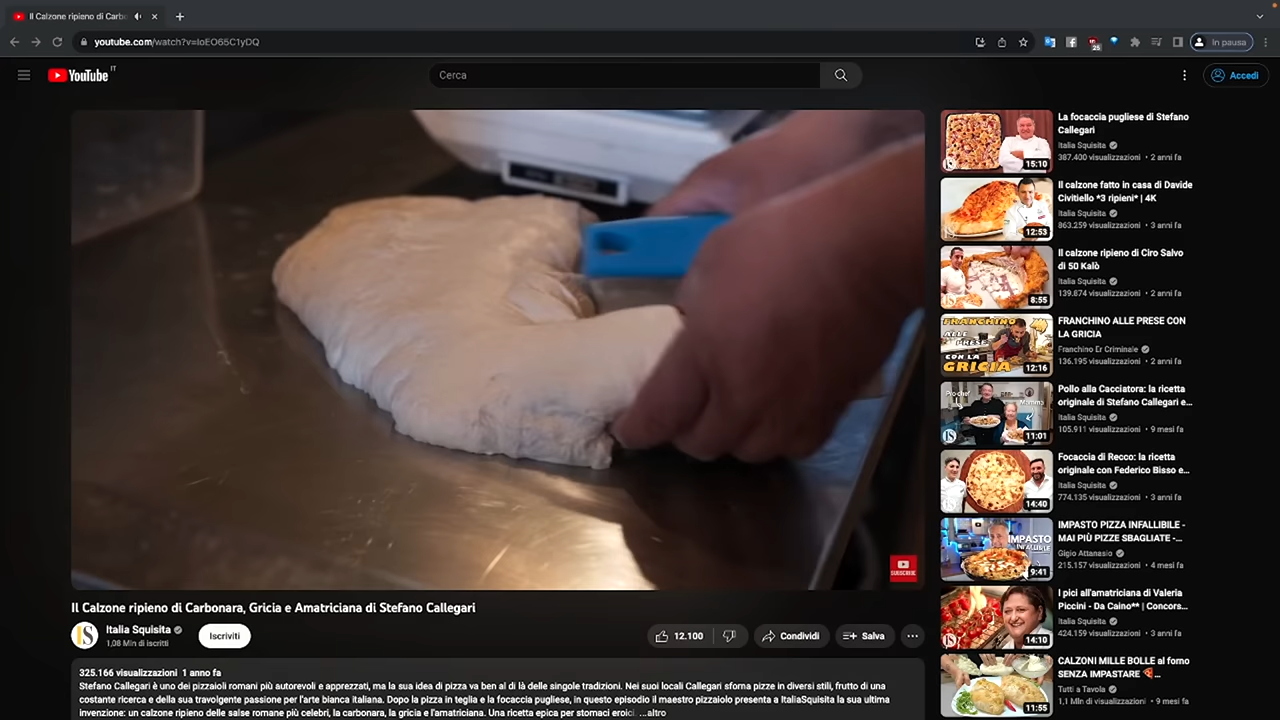 Il Calzone ripieno di Carbo
youtube.com/watch?v=loEO65C1yDQ
25
In pausa
YouTube IT
Cerca
Accedi
SUBSCRIBE
Il Calzone ripieno di Carbonara, Gricia e Amatriciana di Stefano Callegari
IS
Italia Squisita
1,08 Mln di iscritti
Iscriviti
12.100
Condividi
Salva
325.166 visualizzazioni 1 anno fa
Stefano Callegari è uno dei pizzaioli romani più autorevoli e apprezzati, ma la sua idea di pizza va ben al di là delle singole tradizioni. Nei suoi locali Callegari sforna pizze in diversi stili, frutto di una
costante ricerca e della sua travolgente passione per l'arte bianca italiana. Dopo la pizza in teglia e la focaccia pugliese, in questo episodio il maestro pizzaiolo presenta a ItaliaSquisita la sua ultima
invenzione: un calzone ripieno delle salse romane più celebri, la carbonara, la gricia e l'amatriciana. Una ricetta epica per stomaci eroici ...altro
15:10
La focaccia pugliese di Stefano
Callegari
Italia Squisita
387.400 visualizzazioni • 2 anni fa
12:53
Il calzone fatto in casa di Davide
Civitiello *3 ripieni* | 4K
Italia Squisita
863.259 visualizzazioni • 3 anni fa
8:55
Il calzone ripieno di Ciro Salvo
di 50 Kalò
Italia Squisita
139.874 visualizzazioni • 2 anni fa
FRANCHINO
ALLE PRESE
CON LA
GRICIA
12:16
FRANCHINO ALLE PRESE CON
LA GRICIA
Franchino Er Criminale
136.195 visualizzazioni • 2 anni fa
Pro chef
Mamma
11:01
Pollo alla Cacciatora: la ricetta
originale di Stefano Callegari e...
Italia Squisita
105.911 visualizzazioni • 9 mesi fa
14:40
Focaccia di Recco: la ricetta
originale con Federico Bisso e...
Italia Squisita
774.135 visualizzazioni • 3 anni fa
IMPASTO
INFALLIBILE
9:41
IMPASTO PIZZA INFALLIBILE -
MAI PIÙ PIZZE SBAGLIATE -...
Gigio Attanasio
215.157 visualizzazioni • 4 mesi fa
14:10
I pici all'amatriciana di Valeria
Piccini - Da Caino** | Concors...
Italia Squisita
424.159 visualizzazioni • 3 anni fa
11:55
CALZONI MILLE BOLLE al forno
SENZA IMPASTARE 🍕...
Tutti a Tavola
1,1 Mln di visualizzazioni • 9 mesi fa